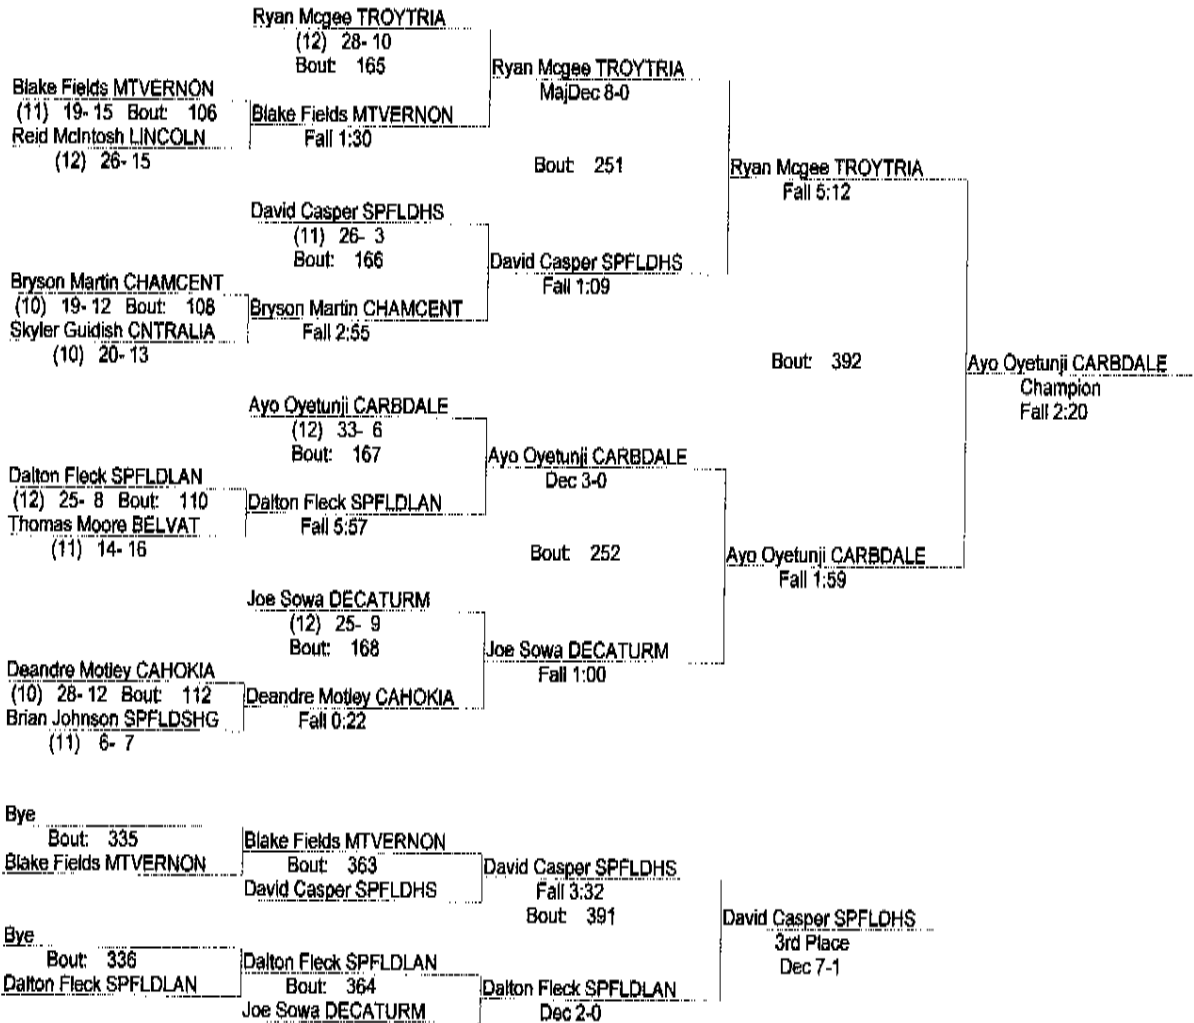 Ryan Mcgee TROYTRIA
(12) 28- 10
Bout: 165
Ryan Mcgee TROYTRIA
MajDec 8-0
Blake Fields MTVERNON
(11) 19- 15 Bout: 106
Reid McIntosh LINCOLN
(12) 26- 15
Blake Fields MTVERNON
Fall 1:30
Bout: 251
Ryan Mcgee TROYTRIA
Fall 5:12
David Casper SPFLDHS
(11) 26- 3
Bout: 166
David Casper SPFLDHS
Fall 1:09
Bryson Martin CHAMCENT
(10) 19- 12 Bout: 108
Skyler Guidish CNTRALIA
(10) 20- 13
Bryson Martin CHAMCENT
Fall 2:55
Bout: 392
Ayo Oyetunji CARBDALE
Champion
Fall 2:20
Ayo Oyetunji CARBDALE
(12) 33- 6
Bout: 167
Ayo Oyetunji CARBDALE
Dec 3-0
Dalton Fleck SPFLDLAN
(12) 25- 8 Bout: 110
Thomas Moore BELVAT
(11) 14- 16
Dalton Fleck SPFLDLAN
Fall 5:57
Bout: 252
Ayo Oyetunji CARBDALE
Fall 1:59
Joe Sowa DECATURM
(12) 25- 9
Bout: 168
Joe Sowa DECATURM
Fall 1:00
Deandre Motley CAHOKIA
(10) 28- 12 Bout: 112
Brian Johnson SPFLDSHG
(11) 6- 7
Deandre Motley CAHOKIA
Fall 0:22
Bye
Bout: 335
Blake Fields MTVERNON
Blake Fields MTVERNON
Bout: 363
David Casper SPFLDHS
David Casper SPFLDHS
Fall 3:32
Bout: 391
David Casper SPFLDHS
3rd Place
Dec 7-1
Bye
Bout: 336
Dalton Fleck SPFLDLAN
Dalton Fleck SPFLDLAN
Bout: 364
Joe Sowa DECATURM
Dalton Fleck SPFLDLAN
Dec 2-0